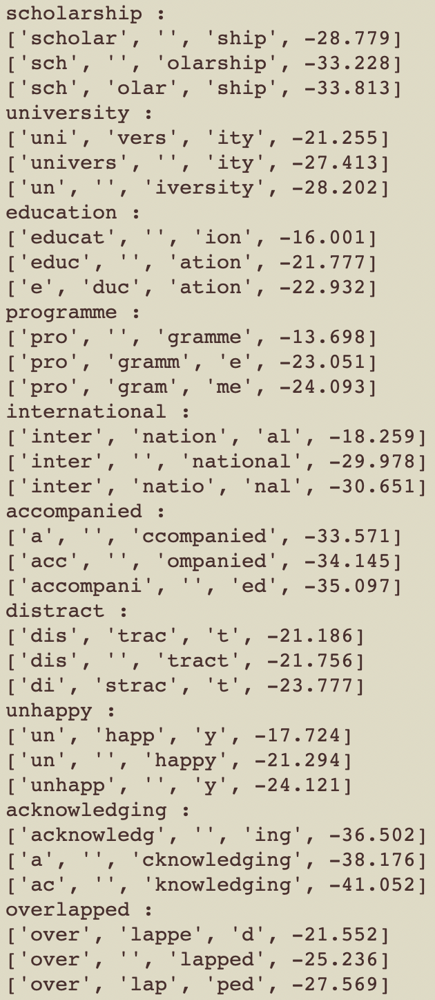 scholarship :
['scholar', '', 'ship', -28.779]
['sch', '', 'olarship', -33.228]
['sch', 'olar', 'ship', -33.813]
university :
['uni', 'vers', 'ity', -21.255]
['univers', '', 'ity', -27.413]
['un', '', 'iversity', -28.202]
education :
['educat', '', 'ion', -16.001]
['educ', '', 'ation', -21.777]
['e', 'duc', 'ation', -22.932]
programme :
['pro', '', 'gramme', -13.698]
['pro', 'gramm', 'e', -23.051]
['pro', 'gram', 'me', -24.093]
international :
['inter', 'nation', 'al', -18.259]
['inter', '', 'national', -29.978]
['inter', 'natio', 'nal', -30.651]
accompanied :
['a', '', 'ccompanied', -33.571]
['acc', '', 'ompanied', -34.145]
['accompani', '', 'ed', -35.097]
distract :
['dis', 'trac', 't', -21.186]
['dis', '', 'tract', -21.756]
['di', 'strac', 't', -23.777]
unhappy :
['un', 'happ', 'y', -17.724]
['un', '', 'happy', -21.294]
['unhapp', '', 'y', -24.121]
acknowledging :
['acknowledg', '', 'ing', -36.502]
['a', '', 'cknowledging', -38.176]
['ac', '', 'knowledging', -41.052]
overlapped :
['over', 'lappe', 'd', -21.552]
['over', '', 'lapped', -25.236]
['over', 'lap', 'ped', -27.569]